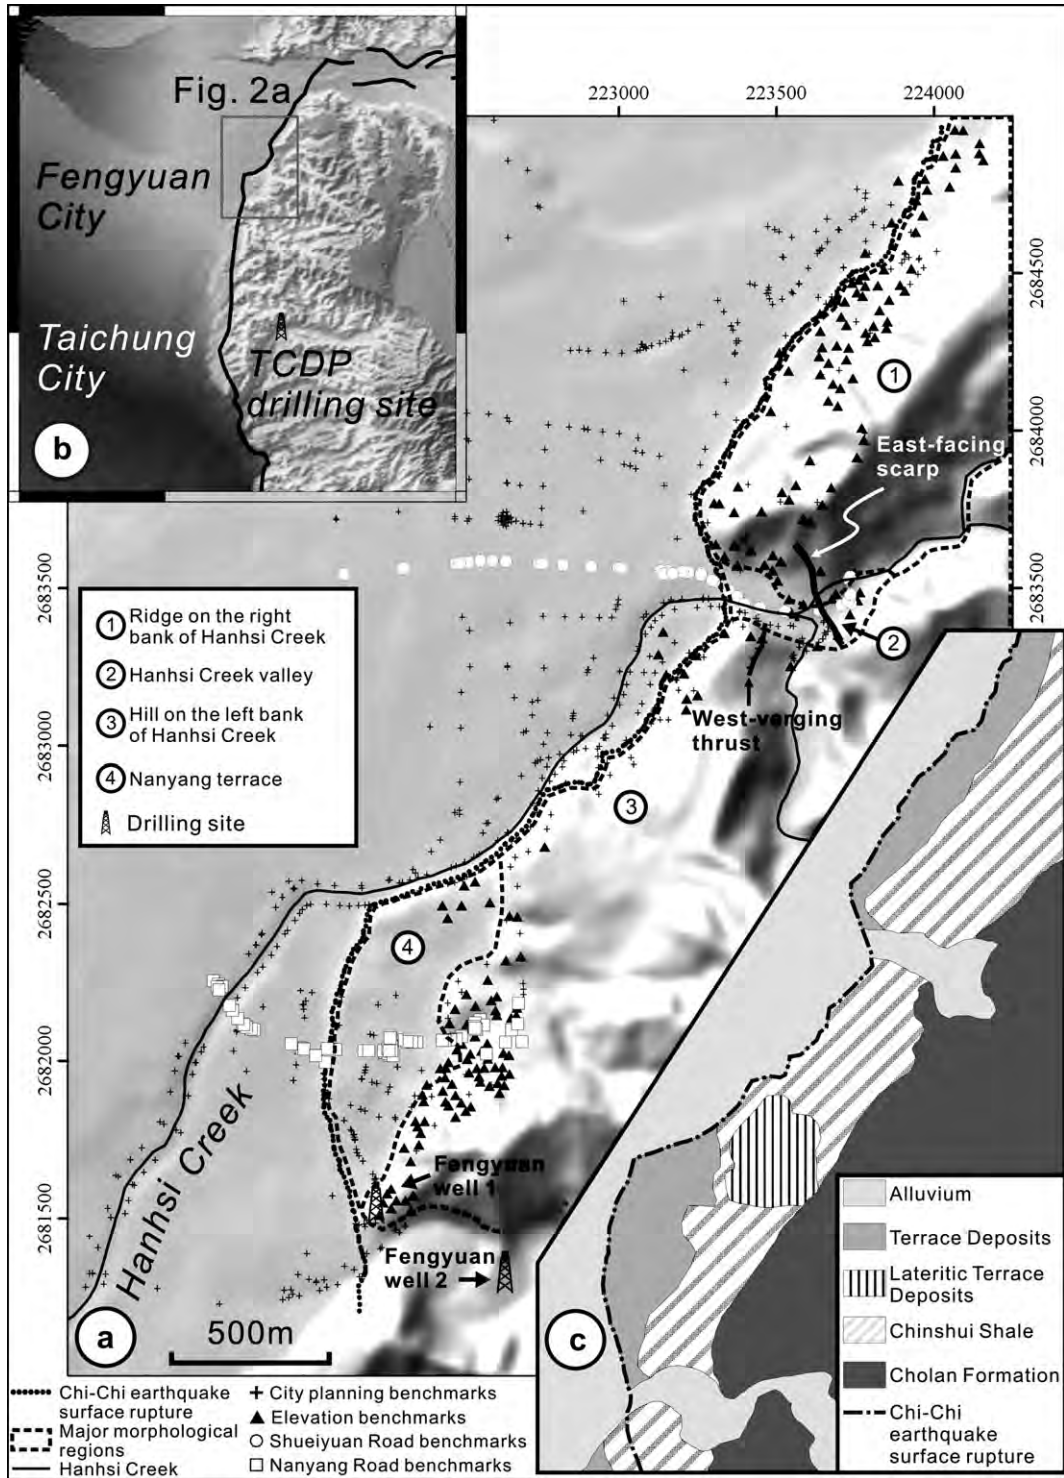 Fig. 2a
Fengyuan
City
Taichung
City
TCDP
drilling site
b
223000
223500
224000
2684500
2684000
2683500
2683500
2683000
2682500
2682000
2681500
1
East-facing
scarp
2
West-verging
thrust
3
4
1 Ridge on the right
bank of Hanhsi Creek
2 Hanhsi Creek valley
3 Hill on the left bank
of Hanhsi Creek
4 Nanyang terrace
Drilling site
Hanhsi Creek
Fengyuan
well 1
Fengyuan
well 2
a
500m
c
Alluvium
Terrace Deposits
Lateritic Terrace
Deposits
Chinshui Shale
Cholan Formation
Chi-Chi
earthquake
surface rupture
Chi-Chi earthquake
surface rupture
Major morphological
regions
Hanhsi Creek
City planning benchmarks
Elevation benchmarks
Shueiyuan Road benchmarks
Nanyang Road benchmarks